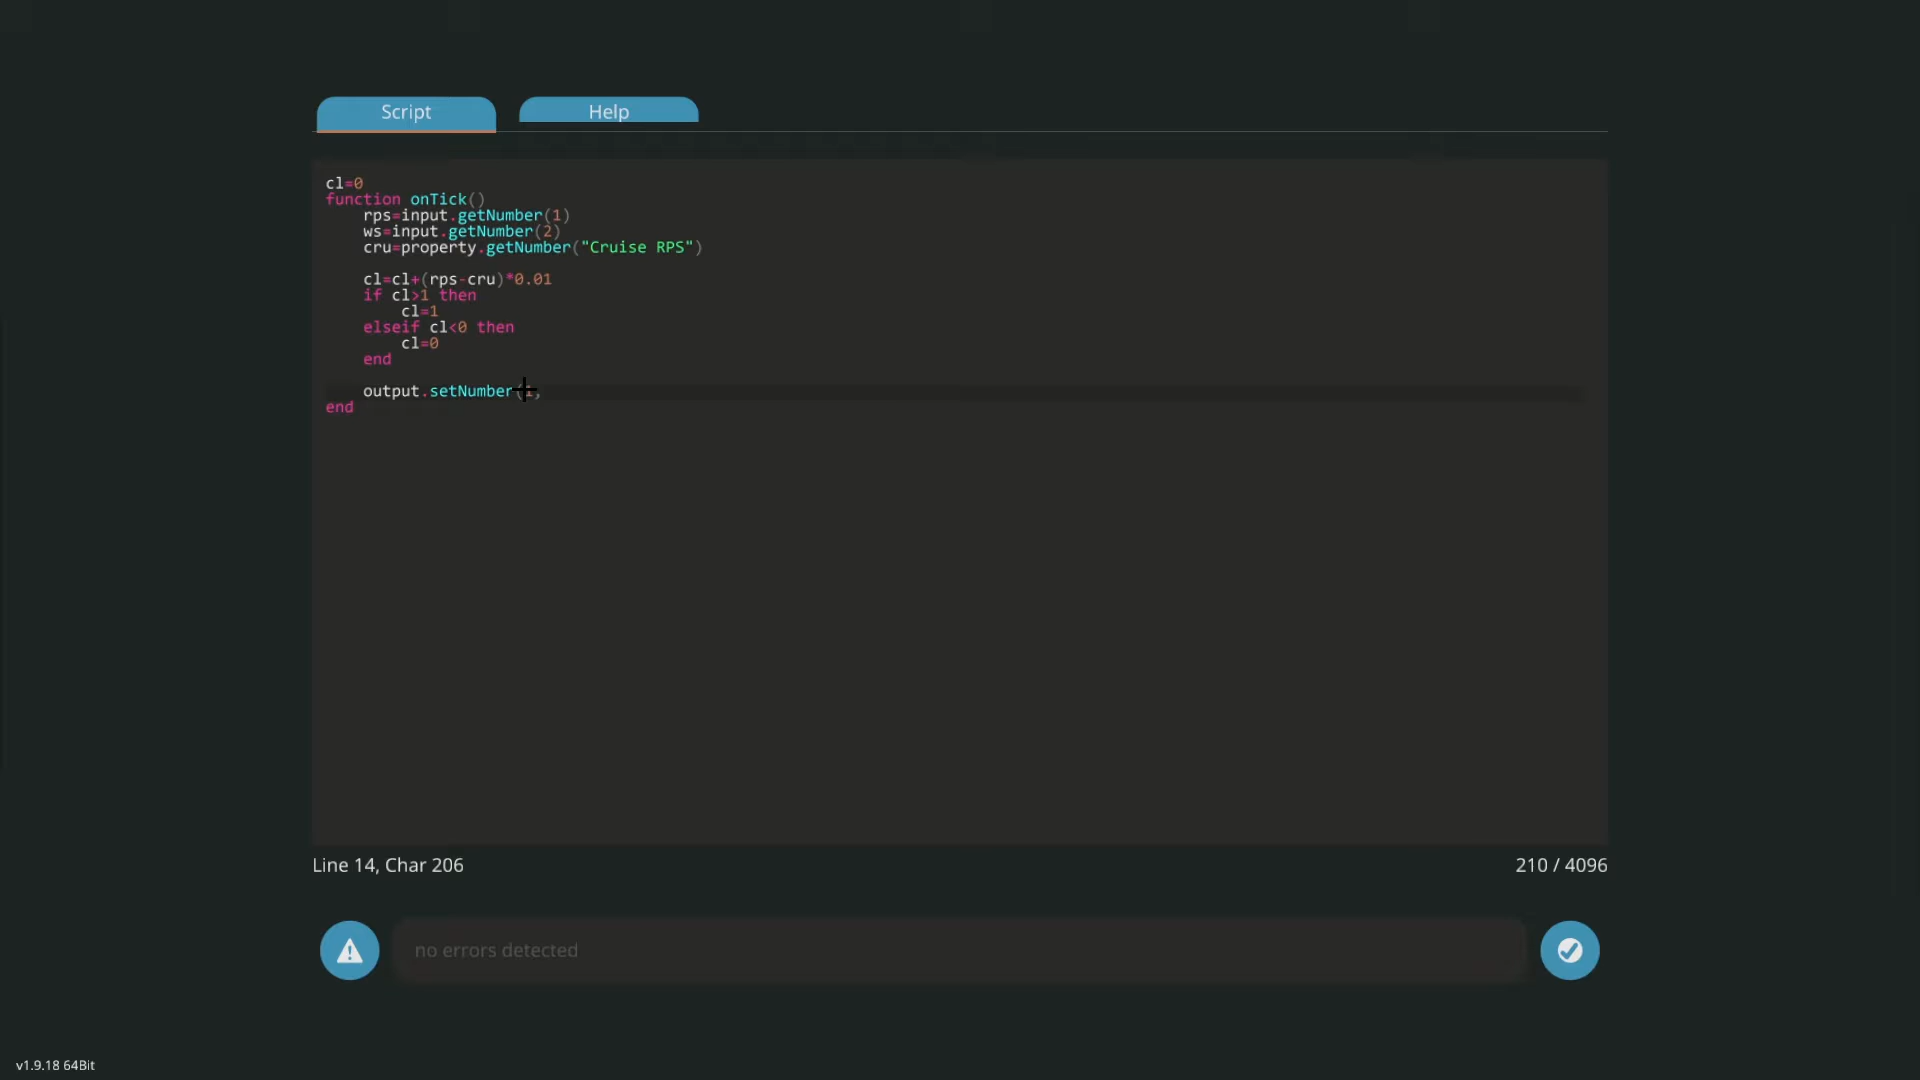 Script
Help
cl=0
function onTick()
rps=input.getNumber(1)
ws=input.getNumber(2)
cru=property.getNumber("Cruise RPS")
cl=cl+(rps-cru)*0.01
if cl>1 then
cl=1
elseif cl<0 then
cl=0
end
output.setNumber(1,
end
Line 14, Char 206
210 / 4096
no errors detected
v1.9.18 64Bit